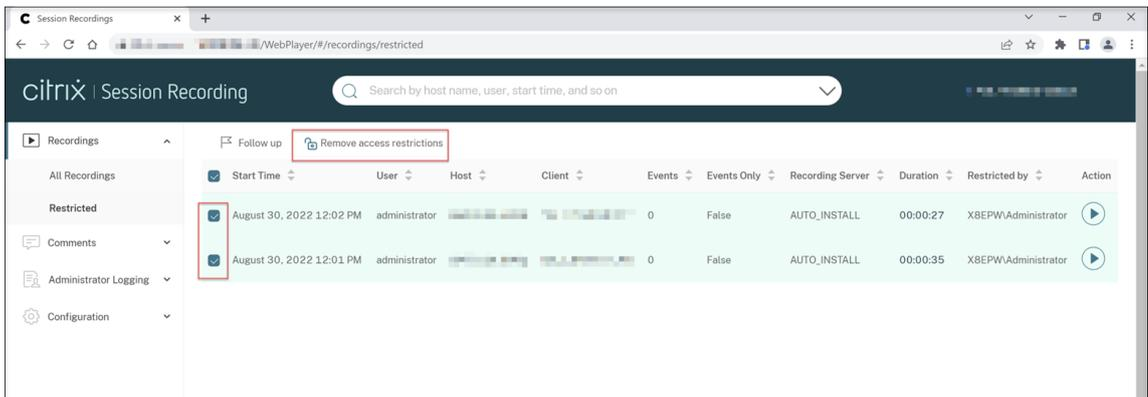 Session Recordings
/WebPlayer/#/recordings/restricted
citrix | Session Recording
Search by host name, user, start time, and so on
Recordings
Follow up
Remove access restrictions
All Recordings
Start Time User Host Client Events Events Only Recording Server Duration Restricted by Action
Restricted
August 30, 2022 12:02 PM administrator 0 False AUTO_INSTALL 00:00:27 X8EPW\Administrator
Comments
August 30, 2022 12:01 PM administrator 0 False AUTO_INSTALL 00:00:35 X8EPW\Administrator
Administrator Logging
Configuration